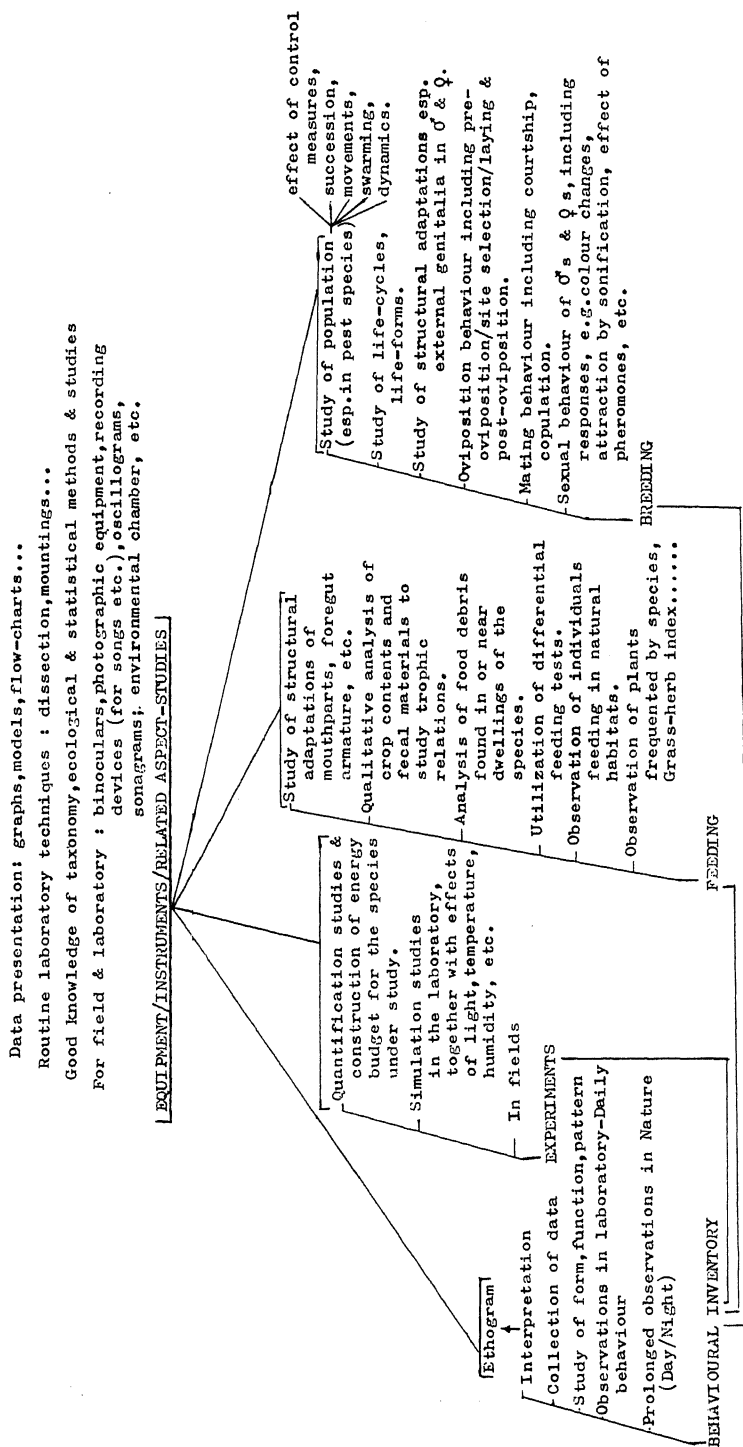 Data presentation: graphs,models,flow-charts...
Routine laboratory techniques : dissection,mountings...
Good knowledge of taxonomy,ecological & statistical methods & studies
For field & laboratory : binoculars,photographic equipment,recording
devices (for songs etc.),oscillograms,
sonagrams; environmental chamber, etc.
EQUIPMENT/INSTRUMENTS/RELATED ASPECT-STUDIES
Ethogram
Interpretation
Collection of data
Study of form,function,pattern
Observations in laboratory-Daily
behaviour
Prolonged observations in Nature
(Day/Night)
BEHAVIOURAL INVENTORY
Quantification studies &
construction of energy
budget for the species
under study.
Simulation studies
in the laboratory,
together with effects
of light,temperature,
humidity, etc.
In fields
EXPERIMENTS
Study of structural
adaptations of
mouthparts, foregut
armature, etc.
Qualitative analysis of
crop contents and
fecal materials to
study trophic
relations.
Analysis of food debris
found in or near
dwellings of the
species.
Utilization of differential
feeding tests.
Observation of individuals
feeding in natural
habitats.
Observation of plants
frequented by species,
Grass-herb index......
FEEDING
Study of population
(esp.in pest species)
effect of control
measures,
succession,
movements,
swarming,
dynamics.
Study of life-cycles,
life-forms.
Study of structural adaptations esp.
external genitalia in ♂ & ♀.
Oviposition behaviour including pre-
oviposition/site selection/laying &
post-oviposition.
Mating behaviour including courtship,
copulation.
Sexual behaviour of ♂s & ♀s,including
responses, e.g.colour changes,
attraction by sonification, effect of
pheromones, etc.
BREEDING